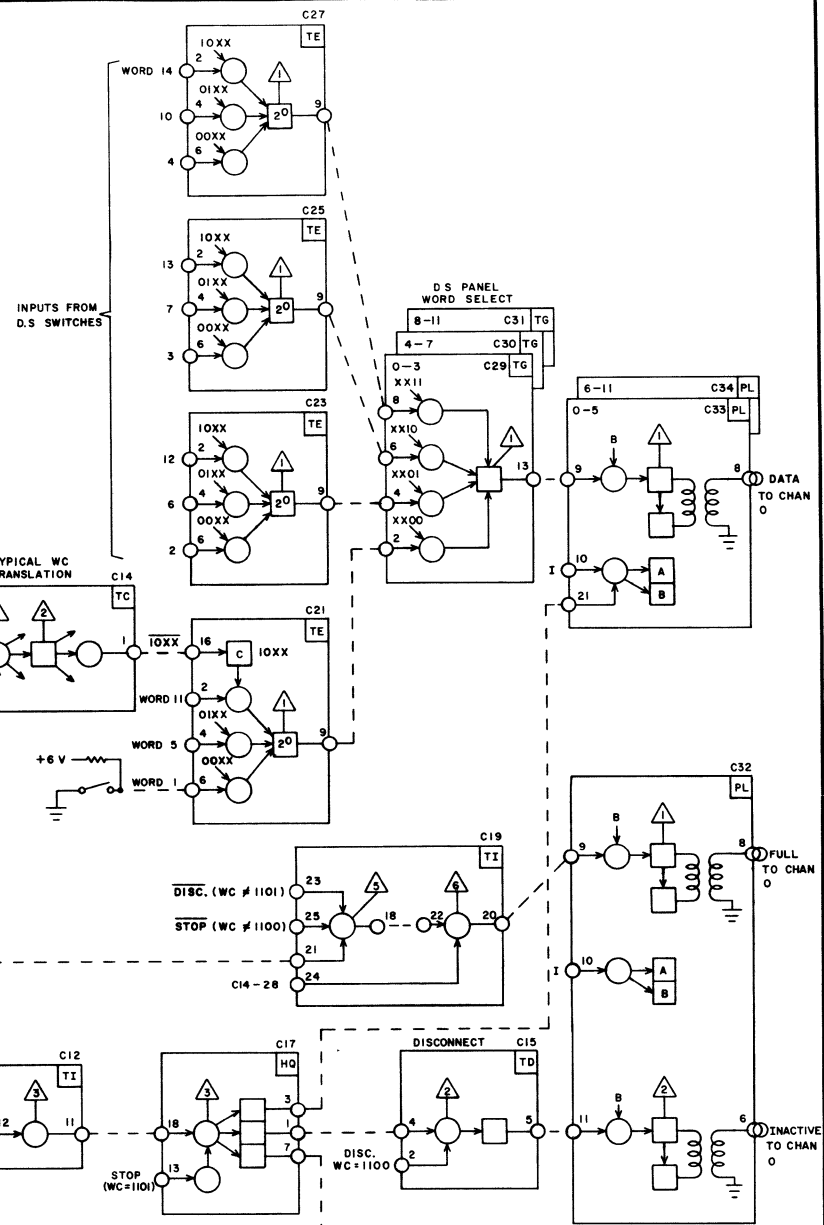 C27
TE
10XX
WORD 14
2
1
01XX
10
4
2⁰
9
00XX
4
6
C25
TE
10XX
13
2
1
01XX
7
4
2⁰
9
00XX
3
6
INPUTS FROM
D.S SWITCHES
DS PANEL
WORD SELECT
8-11
C31
TG
4-7
C30
TG
0-3
C29
TG
XX11
8
XX10
1
6
XX01
13
4
XX00
2
6-11
C34
PL
0-5
C33
PL
B
1
9
8
DATA
TO CHAN
0
I
10
A
21
B
C23
TE
10XX
12
2
1
01XX
6
4
2⁰
9
00XX
2
6
YPICAL WC
RANSLATION
C14
TC
2
1
10XX
C21
TE
16
C
10XX
WORD 11
2
1
01XX
WORD 5
4
2⁰
9
00XX
+6 V
WORD 1
6
C32
PL
B
1
9
8
FULL
TO CHAN
0
I
10
A
B
B
2
11
6
INACTIVE
TO CHAN
0
C19
TI
DISC. (WC ≠ 1101)
23
5
6
STOP (WC ≠ 1100)
25
18
22
20
21
C14-28
24
C12
TI
3
12
11
C17
HQ
3
3
18
1
7
13
STOP
(WC=1101)
DISCONNECT
C15
TD
2
4
5
DISC.
WC=1100
2